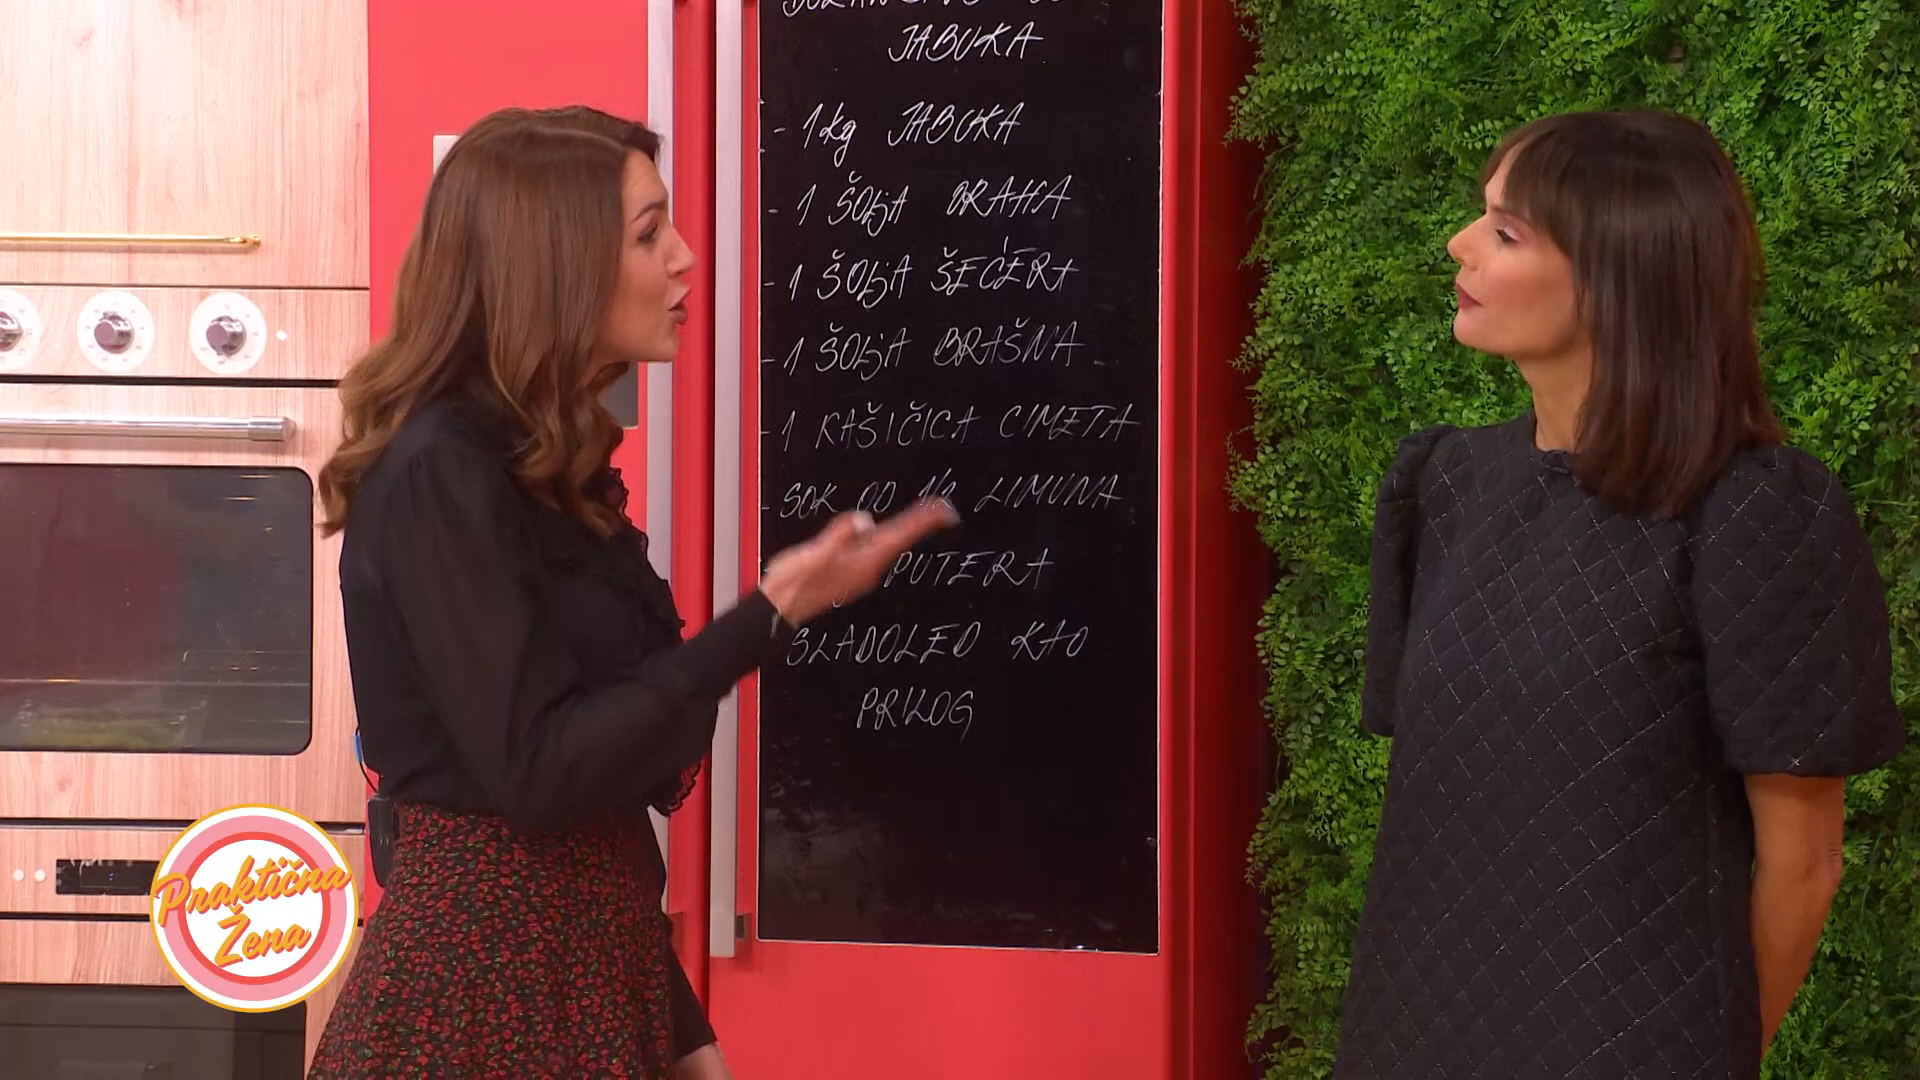 JABUKA
- 1kg JABUKA
- 1 ŠOLJA ORAHA
- 1 ŠOLJA ŠEĆERA
- 1 ŠOLJA BRAŠNA
- 1 KAŠIČICA CIMETA
- SOK OD 1/2 LIMUNA
PUTERA
SLADOLED KAO
PRILOG
Praktična
Žena